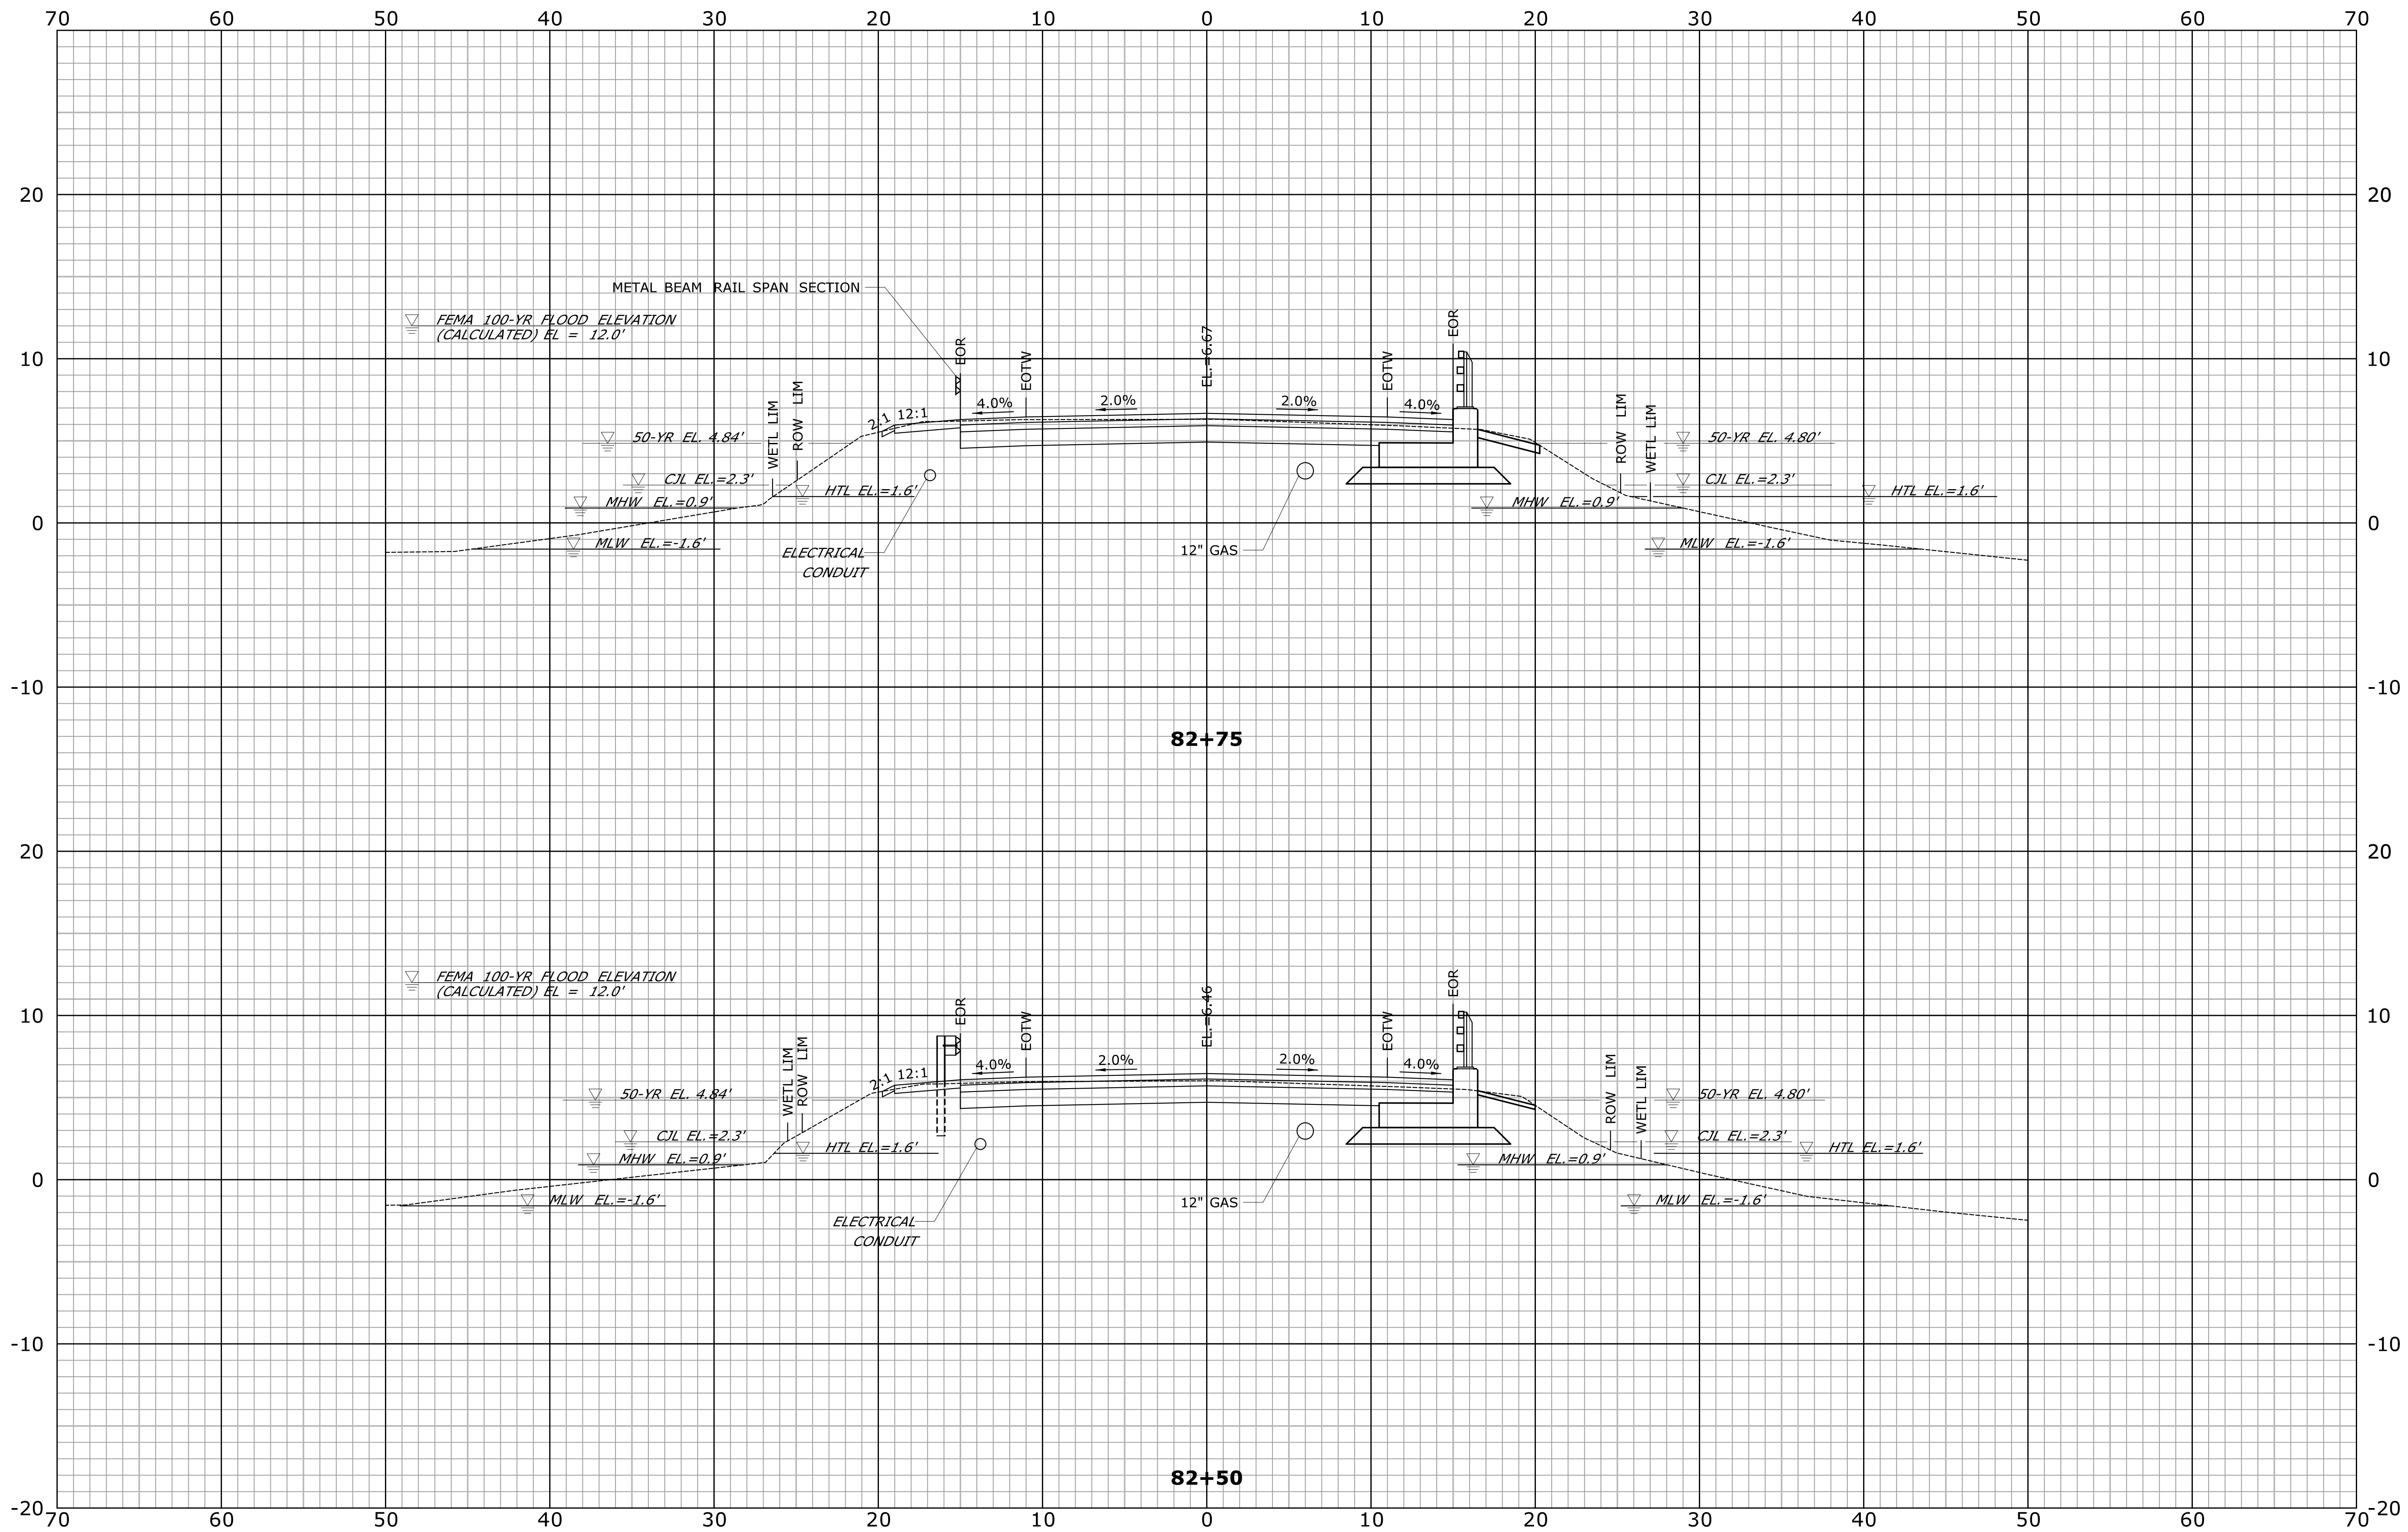 70 60 50 40 30 20 10 0 10 20 30 40 50 60 70
20 20
METAL BEAM RAIL SPAN SECTION
FEMA 100-YR FLOOD ELEVATION
(CALCULATED) EL = 12.0'
EOR
EOTW
EL.=6.67
EOTW
EOR
10 10
WETL LIM
ROW LIM
2:1 12:1
4.0%
2.0%
2.0%
4.0%
ROW LIM
WETL LIM
50-YR EL. 4.84'
50-YR EL. 4.80'
CJL EL.=2.3'
CJL EL.=2.3'
HTL EL.=1.6'
HTL EL.=1.6'
MHW EL.=0.9'
MHW EL.=0.9'
0 0
MLW EL.=-1.6'
MLW EL.=-1.6'
ELECTRICAL
CONDUIT
12" GAS
-10 -10
82+75
20 20
FEMA 100-YR FLOOD ELEVATION
(CALCULATED) EL = 12.0'
EOR
EOTW
EL.=6.46
EOTW
EOR
10 10
WETL LIM
ROW LIM
2:1 12:1
4.0%
2.0%
2.0%
4.0%
ROW LIM
WETL LIM
50-YR EL. 4.84'
50-YR EL. 4.80'
CJL EL.=2.3'
CJL EL.=2.3'
HTL EL.=1.6'
HTL EL.=1.6'
MHW EL.=0.9'
MHW EL.=0.9'
0 0
MLW EL.=-1.6'
MLW EL.=-1.6'
ELECTRICAL
CONDUIT
12" GAS
-10 -10
82+50
-20 -20
70 60 50 40 30 20 10 0 10 20 30 40 50 60 70